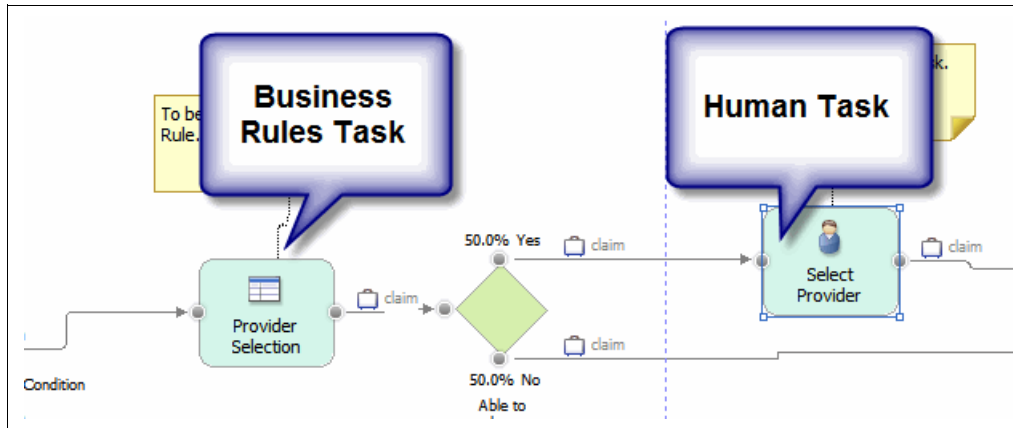 To be
Rule.
Business
Rules Task
Human Task
sk.
50.0% Yes
claim
claim
Select
Provider
claim
Provider
Selection
claim
50.0% No
Condition
Able to